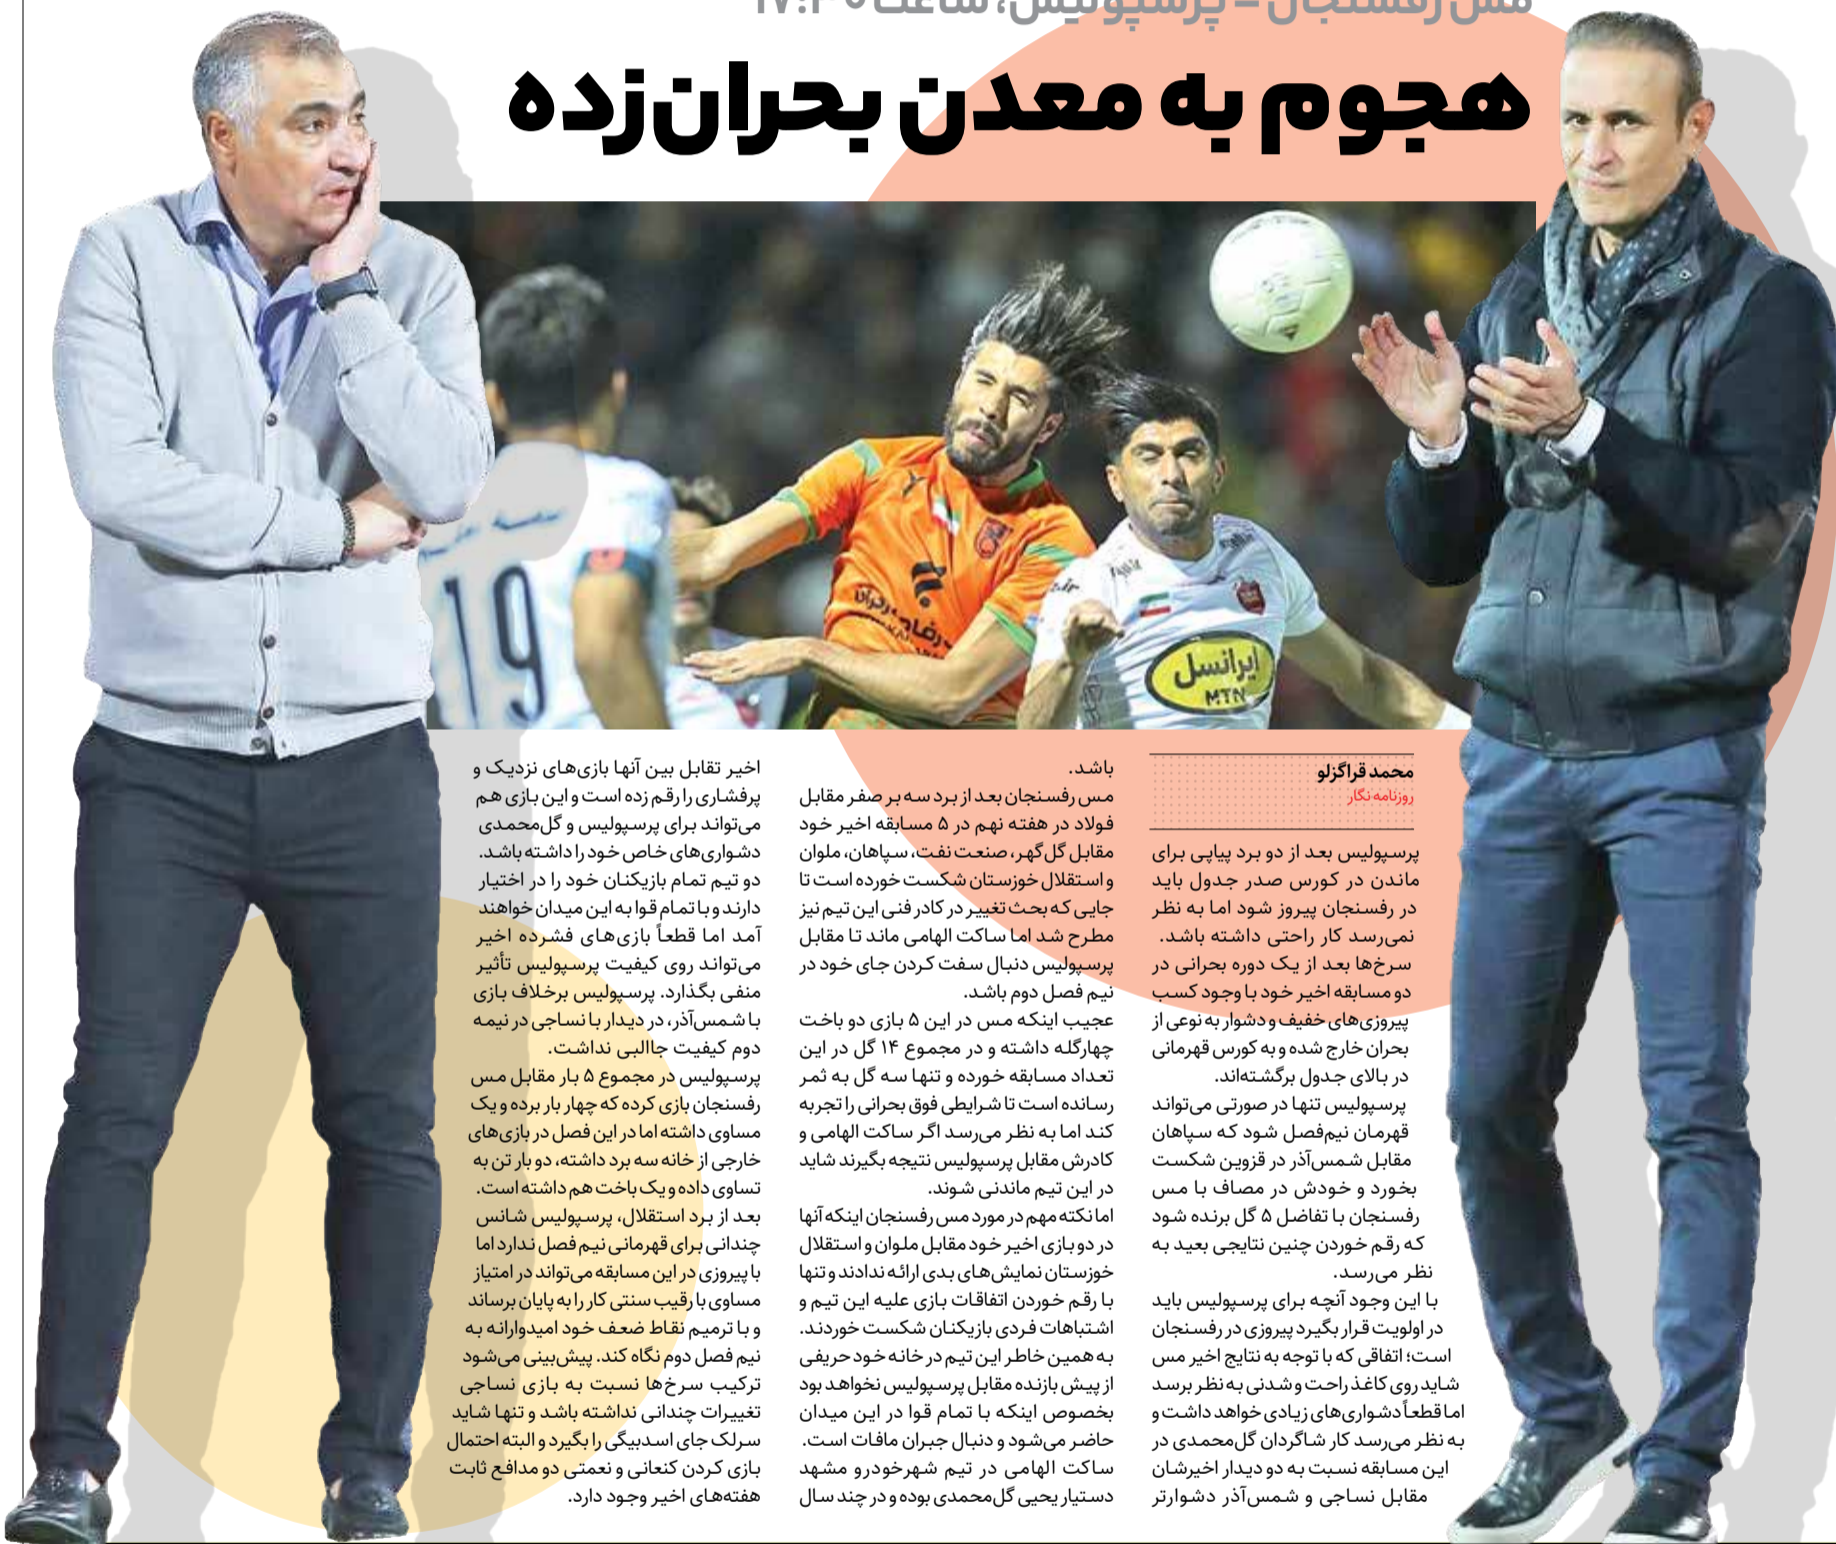 مس رفسنجان - پرسپولیس، ساعت ۱۷:۳۰
هجوم به معدن بحران‌زده
19
ایرانسل
MTN
محمد قراگزلو
روزنامه نگار
پرسپولیس بعد از دو برد پیاپی برای
ماندن در کورس صدر جدول باید
در رفسنجان پیروز شود اما به نظر
نمی‌رسد کار راحتی داشته باشد.
سرخ‌ها بعد از یک دوره بحرانی در
دو مسابقه اخیر خود با وجود کسب
پیروزی‌های خفیف و دشوار به نوعی از
بحران خارج شده و به کورس قهرمانی
در بالای جدول برگشته‌اند.
پرسپولیس تنها در صورتی می‌تواند
قهرمان نیم‌فصل شود که سپاهان
مقابل شمس‌آذر در قزوین شکست
بخورد و خودش در مصاف با مس
رفسنجان با تفاضل ۵ گل برنده شود
که رقم خوردن چنین نتایجی بعید به
نظر می‌رسد.
با این وجود آنچه برای پرسپولیس باید
در اولویت قرار بگیرد پیروزی در رفسنجان
است؛ اتفاقی که با توجه به نتایج اخیر مس
شاید روی کاغذ راحت و شدنی به نظر برسد
اما قطعاً دشواری‌های زیادی خواهد داشت و
به نظر می‌رسد کار شاگردان گل‌محمدی در
این مسابقه نسبت به دو دیدار اخیرشان
مقابل نساجی و شمس‌آذر دشوارتر
باشد.
مس رفسنجان بعد از برد سه بر صفر مقابل
فولاد در هفته نهم در ۵ مسابقه اخیر خود
مقابل گل‌گهر، صنعت نفت، سپاهان، ملوان
و استقلال خوزستان شکست خورده است تا
جایی که بحث تغییر در کادر فنی این تیم نیز
مطرح شد اما ساکت الهامی ماند تا مقابل
پرسپولیس دنبال سفت کردن جای خود در
نیم فصل دوم باشد.
عجیب اینکه مس در این ۵ بازی دو باخت
چهارگله داشته و در مجموع ۱۴ گل در این
تعداد مسابقه خورده و تنها سه گل به ثمر
رسانده است تا شرایطی فوق بحرانی را تجربه
کند اما به نظر می‌رسد اگر ساکت الهامی و
کادرش مقابل پرسپولیس نتیجه بگیرند شاید
در این تیم ماندنی شوند.
اما نکته مهم در مورد مس رفسنجان اینکه آنها
در دو بازی اخیر خود مقابل ملوان و استقلال
خوزستان نمایش‌های بدی ارائه ندادند و تنها
با رقم خوردن اتفاقات بازی علیه این تیم و
اشتباهات فردی بازیکنان شکست خوردند.
به همین خاطر این تیم در خانه خود حریفی
از پیش بازنده مقابل پرسپولیس نخواهد بود
بخصوص اینکه با تمام قوا در این میدان
حاضر می‌شود و دنبال جبران مافات است.
ساکت الهامی در تیم شهرخودرو مشهد
دستیار یحیی گل‌محمدی بوده و در چند سال
اخیر تقابل بین آنها بازی‌های نزدیک و
پرفشاری را رقم زده است و این بازی هم
می‌تواند برای پرسپولیس و گل‌محمدی
دشواری‌های خاص خود را داشته باشد.
دو تیم تمام بازیکنان خود را در اختیار
دارند و با تمام قوا به این میدان خواهند
آمد اما قطعاً بازی‌های فشرده اخیر
می‌تواند روی کیفیت پرسپولیس تأثیر
منفی بگذارد. پرسپولیس برخلاف بازی
با شمس‌آذر، در دیدار با نساجی در نیمه
دوم کیفیت جاالبی نداشت.
پرسپولیس در مجموع ۵ بار مقابل مس
رفسنجان بازی کرده که چهار بار برده و یک
مساوی داشته اما در این فصل در بازی‌های
خارجی از خانه سه برد داشته، دو بار تن به
تساوی داده و یک باخت هم داشته است.
بعد از برد استقلال، پرسپولیس شانس
چندانی برای قهرمانی نیم فصل ندارد اما
با پیروزی در این مسابقه می‌تواند در امتیاز
مساوی با رقیب سنتی کار را به پایان برساند
و با ترمیم نقاط ضعف خود امیدوارانه به
نیم فصل دوم نگاه کند. پیش‌بینی می‌شود
ترکیب سرخ‌ها نسبت به بازی نساجی
تغییرات چندانی نداشته باشد و تنها شاید
سرلک جای اسدبیگی را بگیرد و البته احتمال
بازی کردن کنعانی و نعمتی دو مدافع ثابت
هفته‌های اخیر وجود دارد.